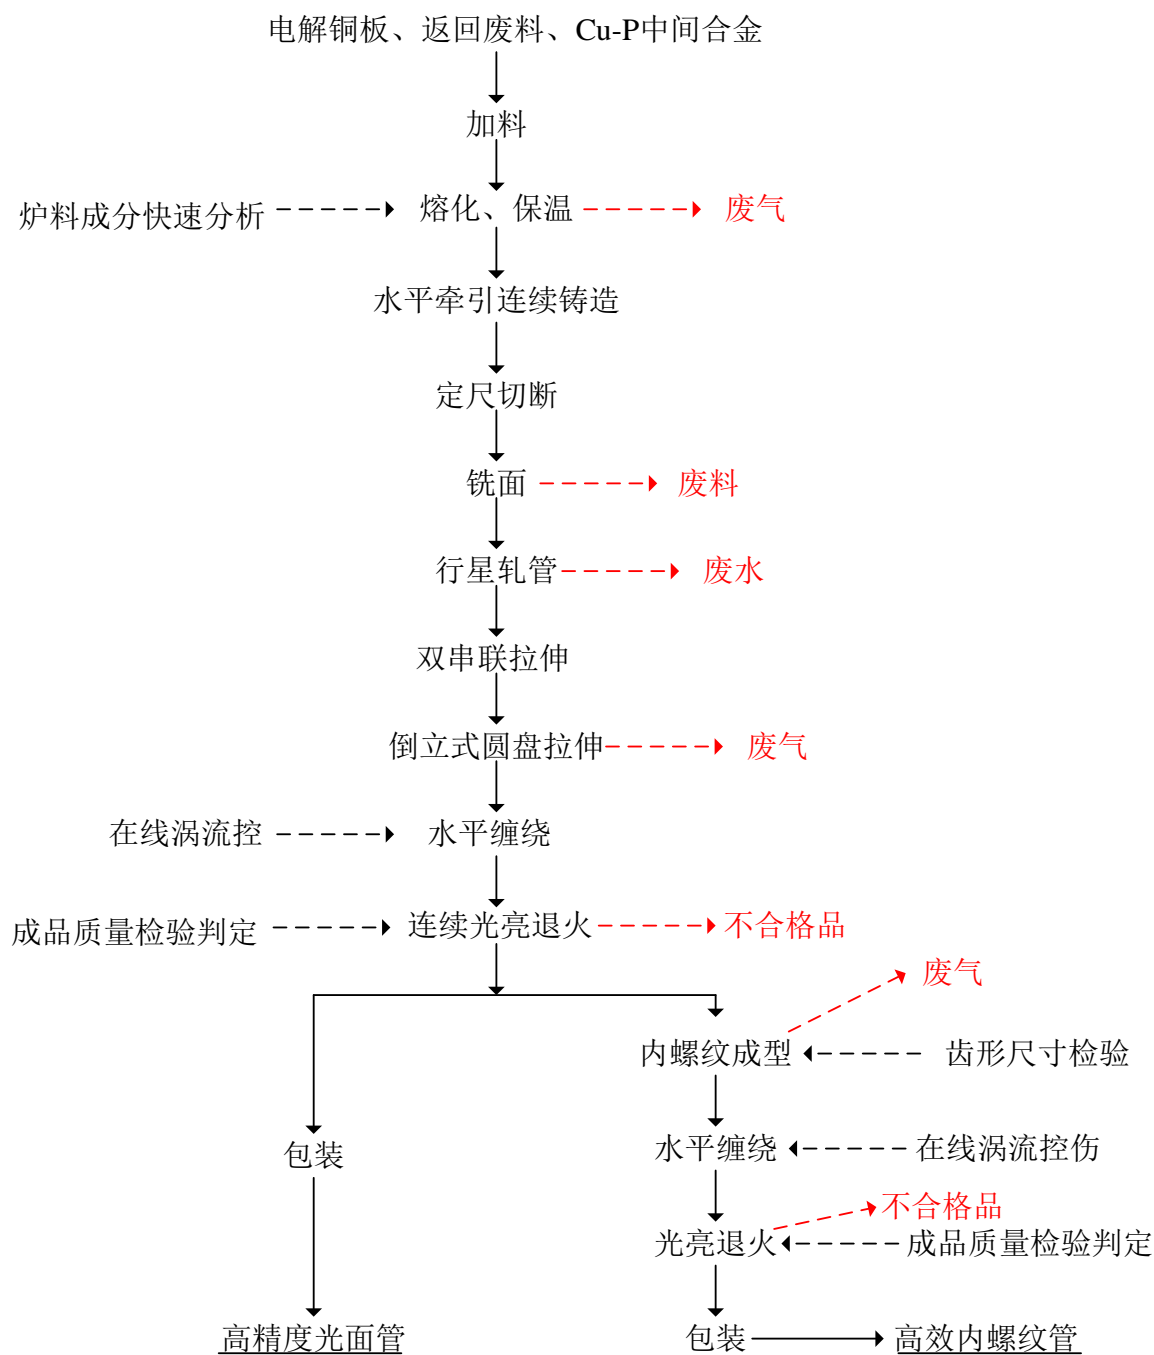 电解铜板、返回废料、Cu-P中间合金
加料
炉料成分快速分析
熔化、保温
废气
水平牵引连续铸造
定尺切断
铣面
废料
行星轧管
废水
双串联拉伸
倒立式圆盘拉伸
废气
在线涡流控
水平缠绕
成品质量检验判定
连续光亮退火
不合格品
废气
内螺纹成型
齿形尺寸检验
包装
水平缠绕
在线涡流控伤
不合格品
光亮退火
成品质量检验判定
高精度光面管
包装
高效内螺纹管